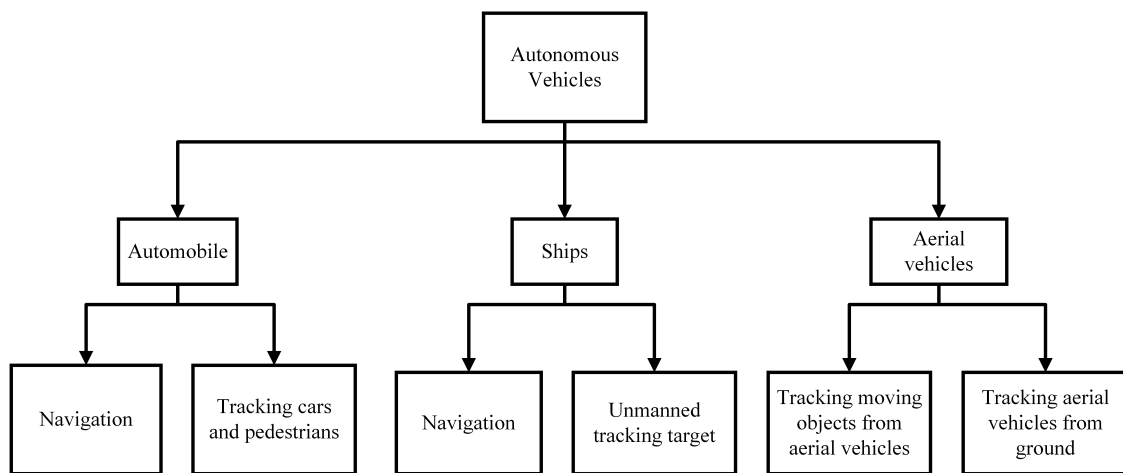 Autonomous
Vehicles
Automobile
Ships
Aerial
vehicles
Navigation
Tracking cars
and pedestrians
Navigation
Unmanned
tracking target
Tracking moving
objects from
aerial vehicles
Tracking aerial
vehicles from
ground